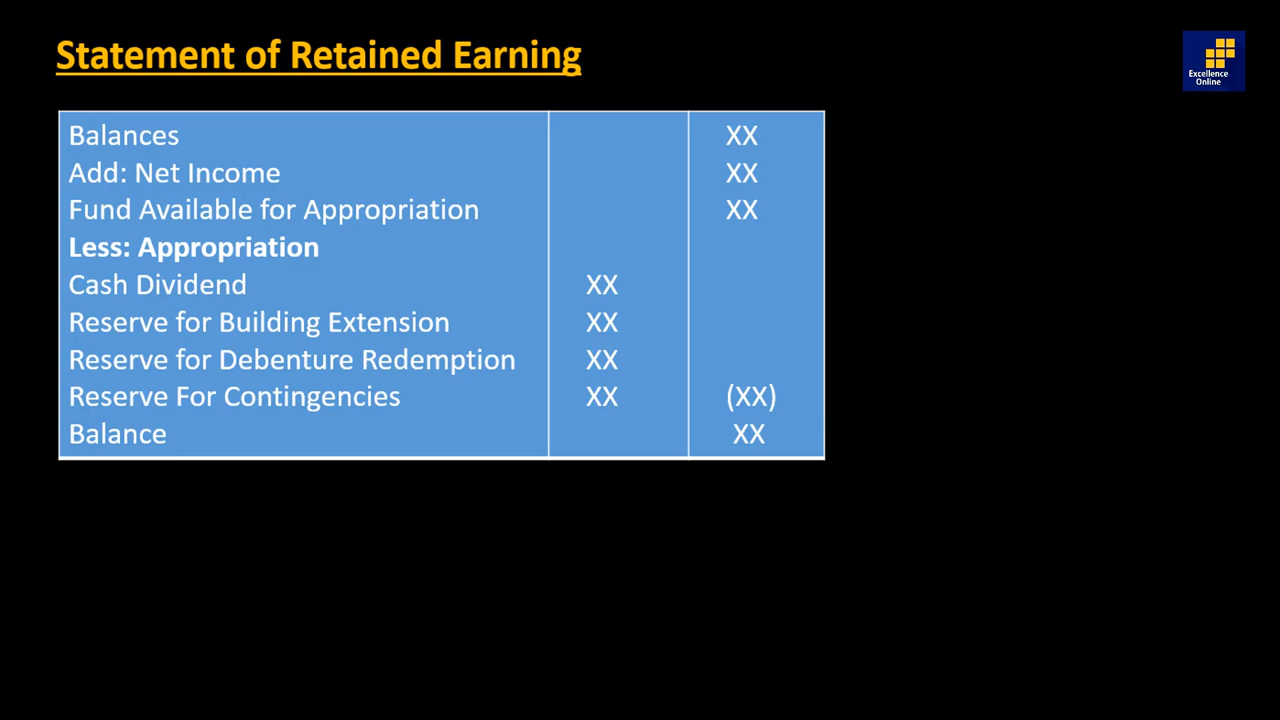 Statement of Retained Earning
Excellence
Online
Balances XX
Add: Net Income XX
Fund Available for Appropriation XX
Less: Appropriation
Cash Dividend XX
Reserve for Building Extension XX
Reserve for Debenture Redemption XX
Reserve For Contingencies XX (XX)
Balance XX